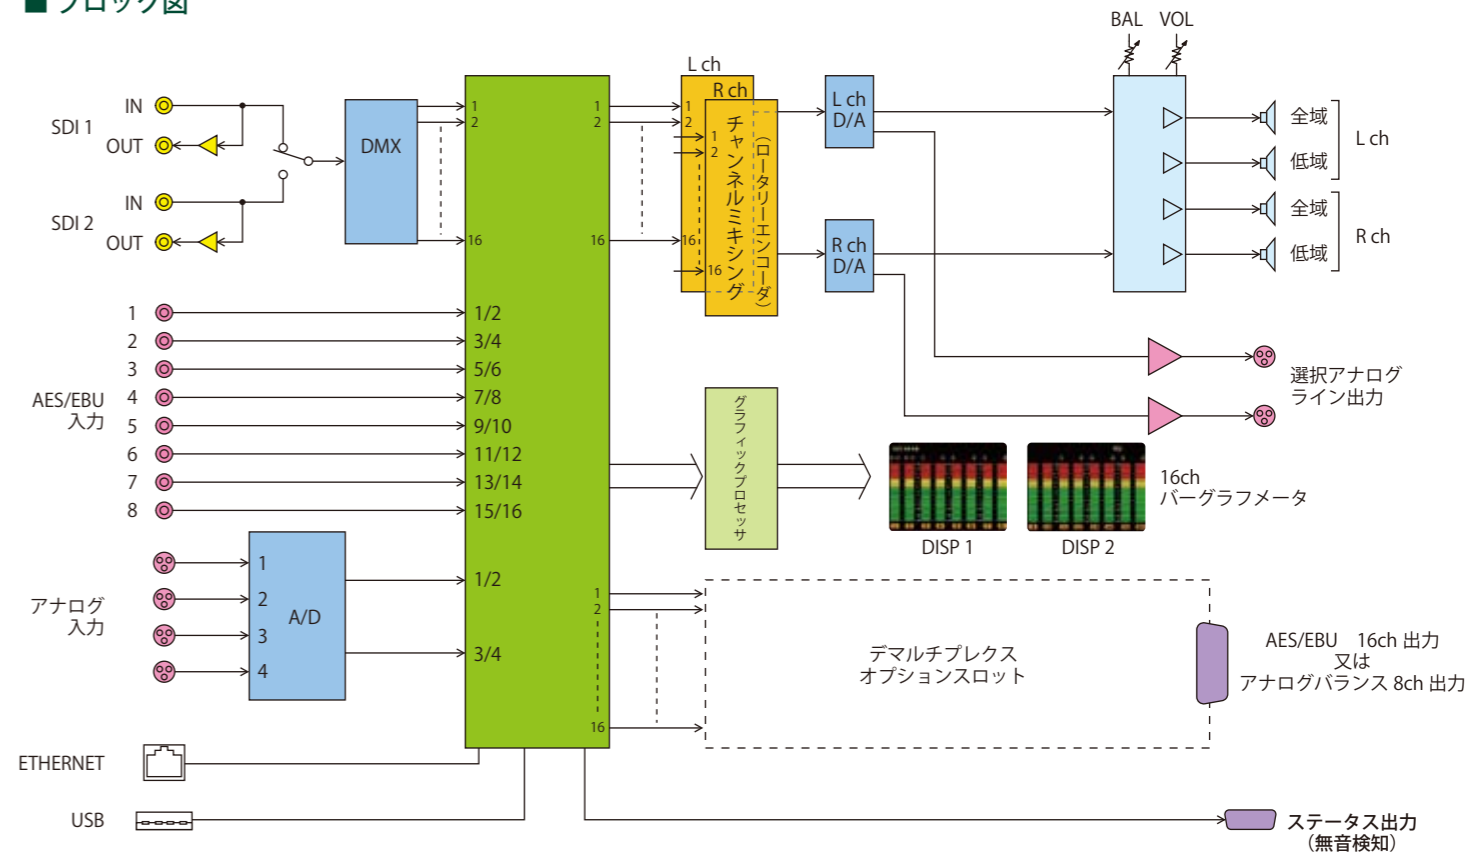 ■ ブロック図
BAL VOL
L ch
R ch
SDI 1
IN
OUT
SDI 2
IN
OUT
DMX
1
2
16
1
2
16
1
2
16
1
2
16
チャンネルミキシング
（ロータリーエンコーダ）
L ch
D/A
R ch
D/A
全域
低域
L ch
全域
低域
R ch
選択アナログ
ライン出力
AES/EBU
入力
1
2
3
4
5
6
7
8
1/2
3/4
5/6
7/8
9/10
11/12
13/14
15/16
グラフィックプロセッサ
DISP 1
DISP 2
16ch
バーグラフメータ
アナログ
入力
1
2
3
4
A/D
1/2
3/4
1
2
16
デマルチプレクス
オプションスロット
AES/EBU　16ch 出力
又は
アナログバランス 8ch 出力
ETHERNET
USB
ステータス出力
（無音検知）